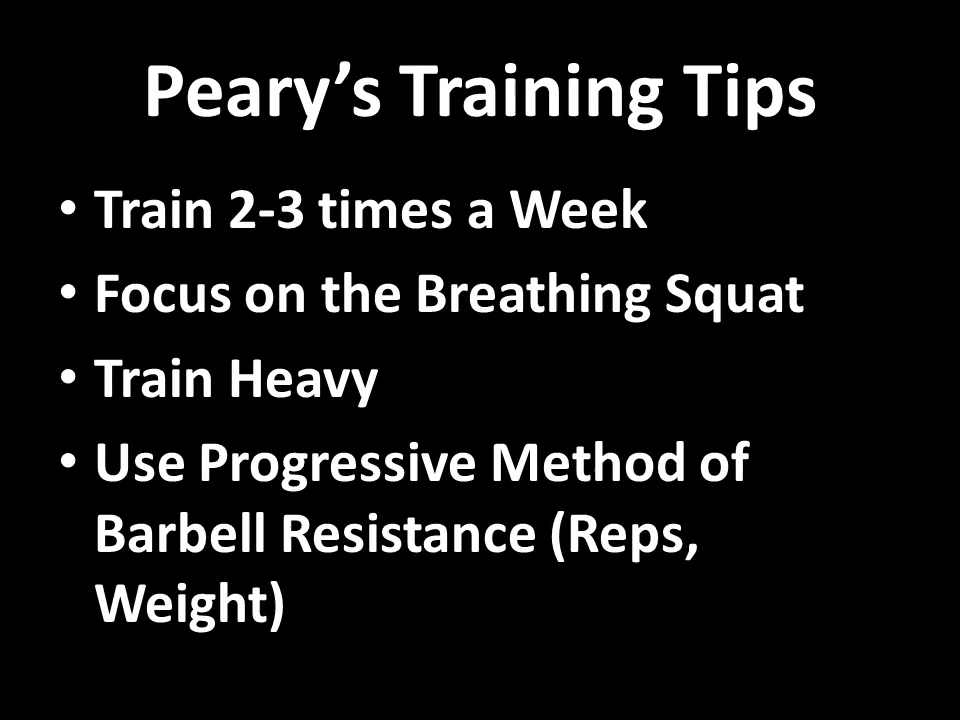 Peary’s Training Tips
• Train 2-3 times a Week
• Focus on the Breathing Squat
• Train Heavy
• Use Progressive Method of
Barbell Resistance (Reps,
Weight)